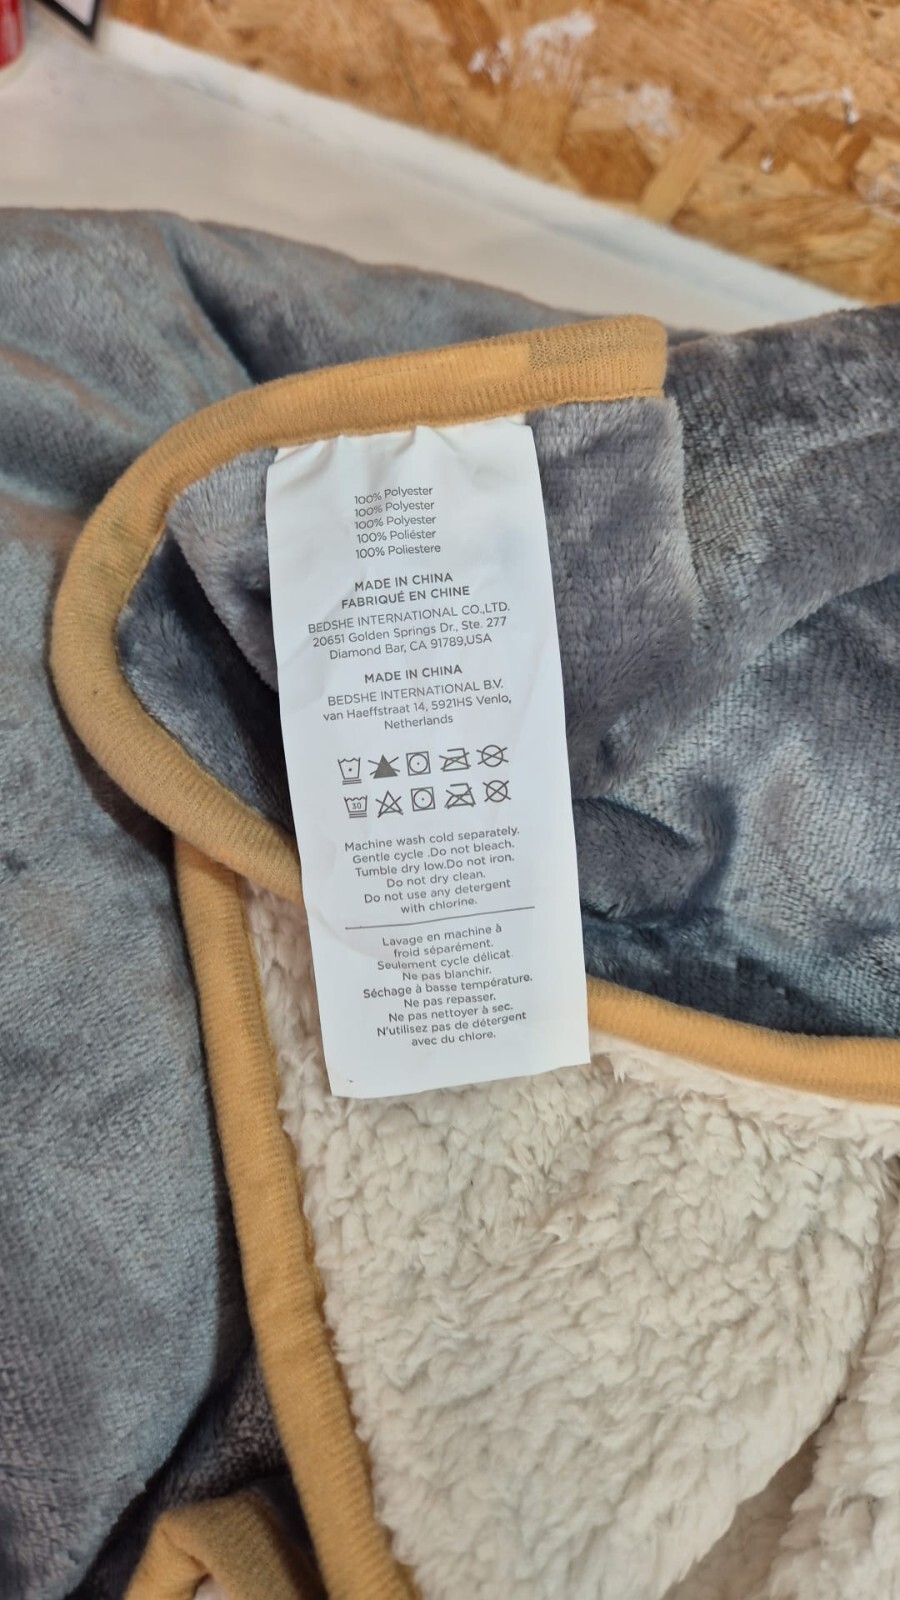 100% Polyester
100% Polyester
100% Polyester
100% Poliéster
100% Poliestere
MADE IN CHINA
FABRIQUÉ EN CHINE
BEDSHE INTERNATIONAL CO.,LTD.
20651 Golden Springs Dr., Ste. 277
Diamond Bar, CA 91789,USA
MADE IN CHINA
BEDSHE INTERNATIONAL B.V.
van Haeffstraat 14, 5921HS Venlo,
Netherlands
30
Machine wash cold separately.
Gentle cycle .Do not bleach.
Tumble dry low.Do not iron.
Do not dry clean.
Do not use any detergent
with chlorine.
Lavage en machine à
froid séparément.
Seulement cycle délicat.
Ne pas blanchir.
Séchage à basse température.
Ne pas repasser.
Ne pas nettoyer à sec.
N'utilisez pas de détergent
avec du chlore.